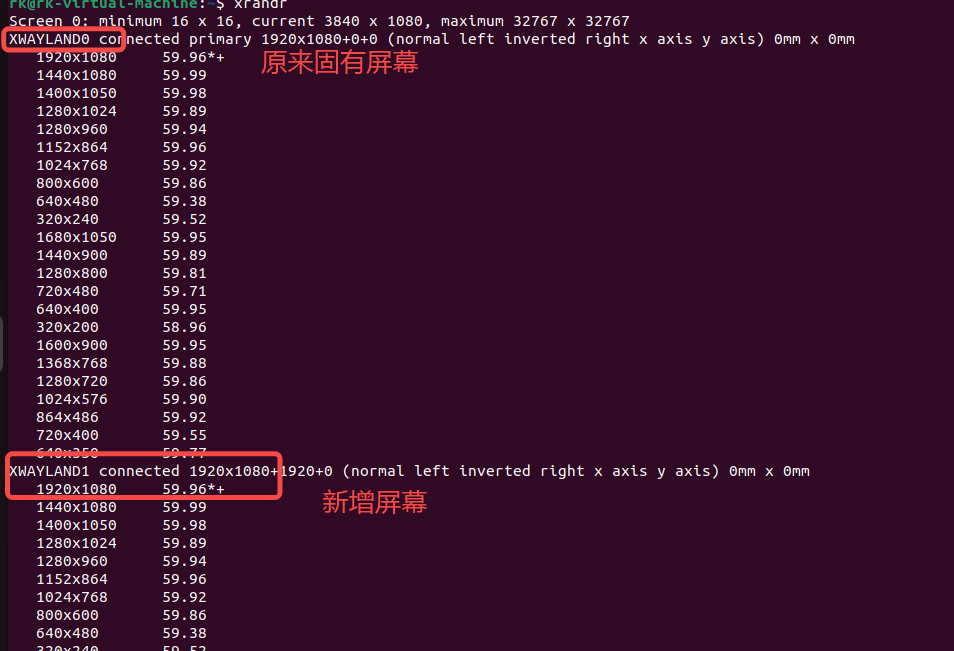 rk@rk-virtual-machine:~$ xrandr
Screen 0: minimum 16 x 16, current 3840 x 1080, maximum 32767 x 32767
XWAYLAND0 connected primary 1920x1080+0+0 (normal left inverted right x axis y axis) 0mm x 0mm
1920x1080 59.96*+
原来固有屏幕
1440x1080 59.99
1400x1050 59.98
1280x1024 59.89
1280x960 59.94
1152x864 59.96
1024x768 59.92
800x600 59.86
640x480 59.38
320x240 59.52
1680x1050 59.95
1440x900 59.89
1280x800 59.81
720x480 59.71
640x400 59.95
320x200 58.96
1600x900 59.95
1368x768 59.88
1280x720 59.86
1024x576 59.90
864x486 59.92
720x400 59.55
640x350 59.77
XWAYLAND1 connected 1920x1080+1920+0 (normal left inverted right x axis y axis) 0mm x 0mm
1920x1080 59.96*+
新增屏幕
1440x1080 59.99
1400x1050 59.98
1280x1024 59.89
1280x960 59.94
1152x864 59.96
1024x768 59.92
800x600 59.86
640x480 59.38
320x240 59.52